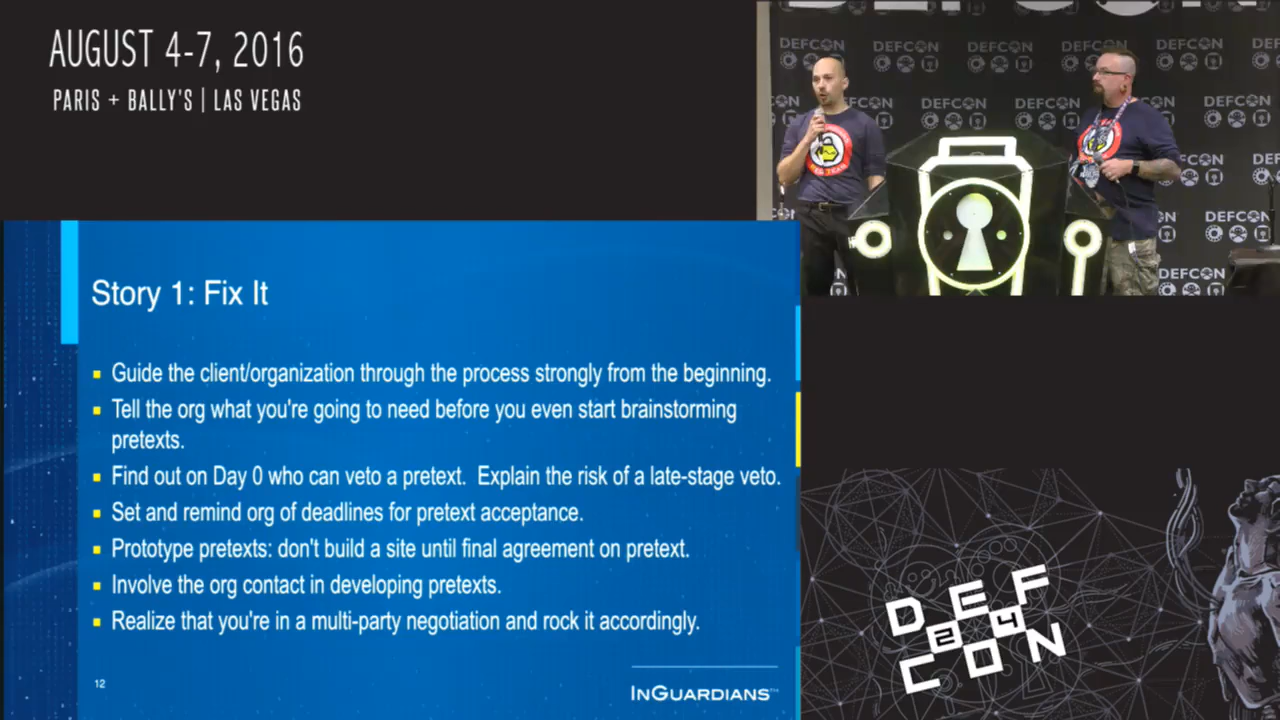 AUGUST 4-7, 2016
PARIS + BALLY'S | LAS VEGAS
DEFCON DEFCON DEFCON DEFCON DEFCON
DEFCON DEFCON DEFCON
DEFCON
DEFCON
DEFCON
Story 1: Fix It
Guide the client/organization through the process strongly from the beginning.
Tell the org what you're going to need before you even start brainstorming
pretexts.
Find out on Day 0 who can veto a pretext. Explain the risk of a late-stage veto.
Set and remind org of deadlines for pretext acceptance.
Prototype pretexts: don't build a site until final agreement on pretext.
Involve the org contact in developing pretexts.
Realize that you're in a multi-party negotiation and rock it accordingly.
12
INGUARDIANS™
DEF
24
CON